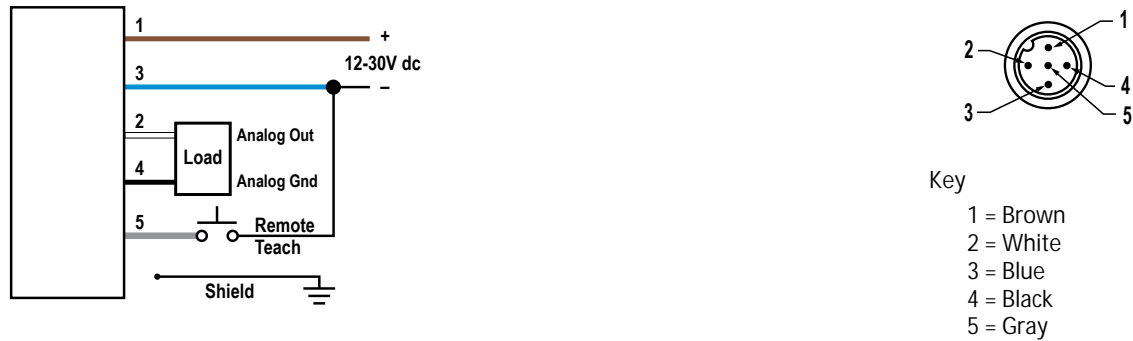 1
+
12-30V dc
3
–
2
Analog Out
Load
4
Analog Gnd
5
Remote
Teach
Shield
1
2
4
3
5
Key
1 = Brown
2 = White
3 = Blue
4 = Black
5 = Gray